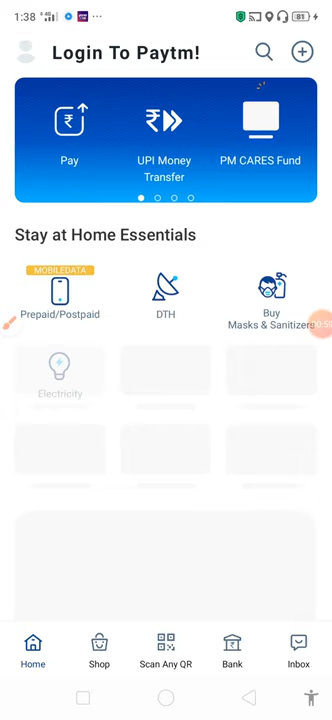 1:38
81
Login To Paytm!
Pay
UPI Money
Transfer
PM CARES Fund
Stay at Home Essentials
MOBILEDATA
Prepaid/Postpaid
DTH
Buy
Masks & Sanitizers
Electricity
Home
Shop
Scan Any QR
Bank
Inbox